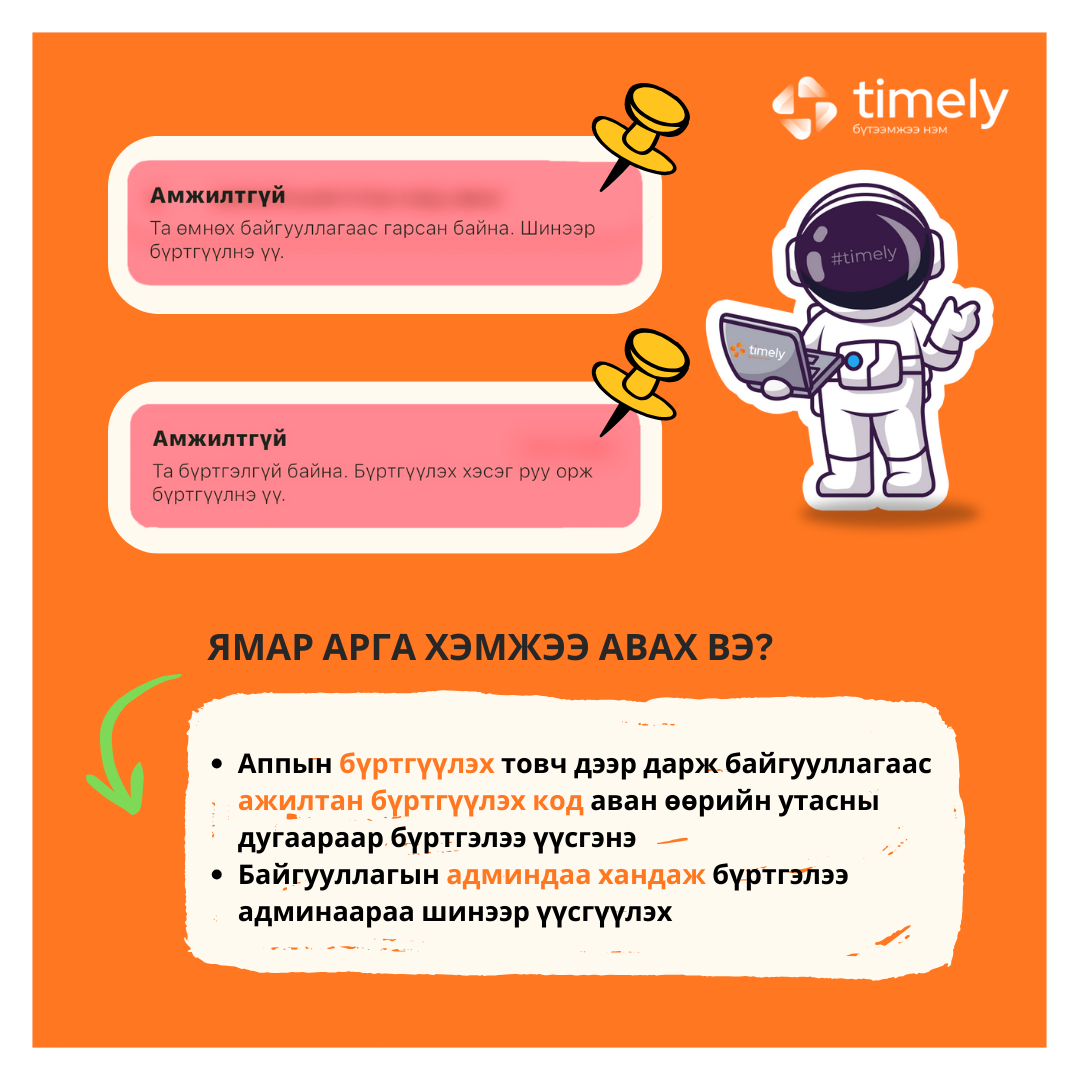 timely
бүтээмжээ нэм
Амжилтгүй
Та өмнөх байгууллагаас гарсан байна. Шинээр
бүртгүүлнэ үү.
#timely
timely
Амжилтгүй
Та бүртгэлгүй байна. Бүртгүүлэх хэсэг руу орж
бүртгүүлнэ үү.
ЯМАР АРГА ХЭМЖЭЭ АВАХ ВЭ?
• Аппын бүртгүүлэх товч дээр дарж байгууллагаас
ажилтан бүртгүүлэх код аван өөрийн утасны
дугаараараар бүртгэлээ үүсгэнэ
• Байгууллагын админдаа хандаж бүртгэлээ
админаараа шинээр үүсгүүлэх